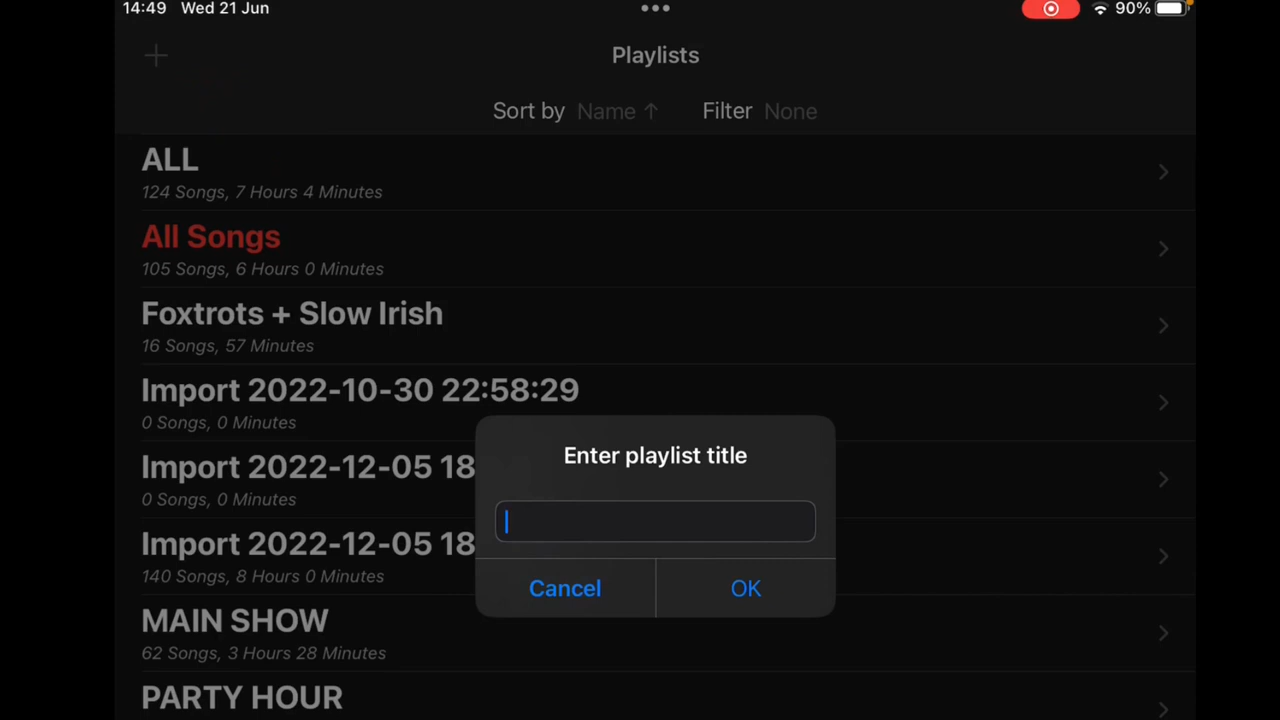 14:49 Wed 21 Jun 90%
Playlists
Sort by Name ↑ Filter None
ALL
124 Songs, 7 Hours 4 Minutes
All Songs
105 Songs, 6 Hours 0 Minutes
Foxtrots + Slow Irish
16 Songs, 57 Minutes
Import 2022-10-30 22:58:29
0 Songs, 0 Minutes
Import 2022-12-05 18
0 Songs, 0 Minutes
Import 2022-12-05 18
140 Songs, 8 Hours 0 Minutes
MAIN SHOW
62 Songs, 3 Hours 28 Minutes
PARTY HOUR
Enter playlist title
Cancel OK